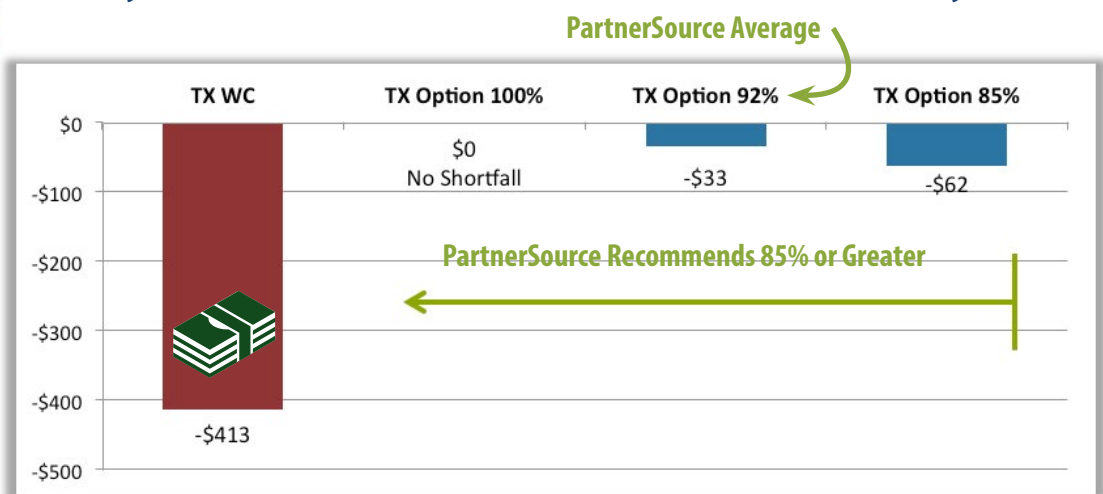 PartnerSource Average
TX WC
TX Option 100%
TX Option 92%
TX Option 85%
$0
$0
No Shortfall
-$33
-$62
-$100
-$200
PartnerSource Recommends 85% or Greater
-$300
-$400
-$413
-$500